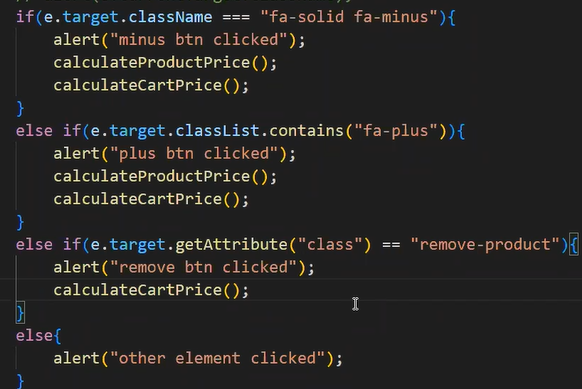 if(e.target.className === "fa-solid fa-minus"){
alert("minus btn clicked");
calculateProductPrice();
calculateCartPrice();
}
else if(e.target.classList.contains("fa-plus")){
alert("plus btn clicked");
calculateProductPrice();
calculateCartPrice();
}
else if(e.target.getAttribute("class") == "remove-product"){
alert("remove btn clicked");
calculateCartPrice();
}
else{
alert("other element clicked");
}